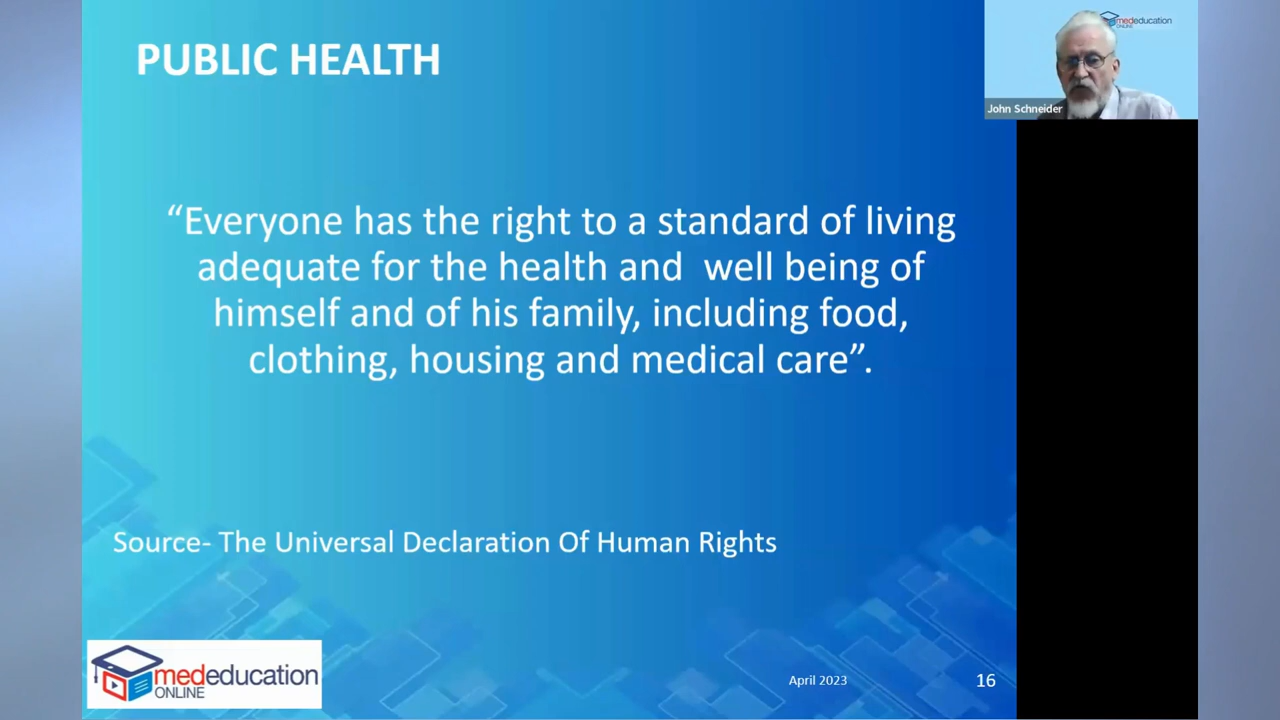 PUBLIC HEALTH
mededucation
ONLINE
John Schneider
“Everyone has the right to a standard of living
adequate for the health and well being of
himself and of his family, including food,
clothing, housing and medical care”.
Source- The Universal Declaration Of Human Rights
mededucation
ONLINE
April 2023
16